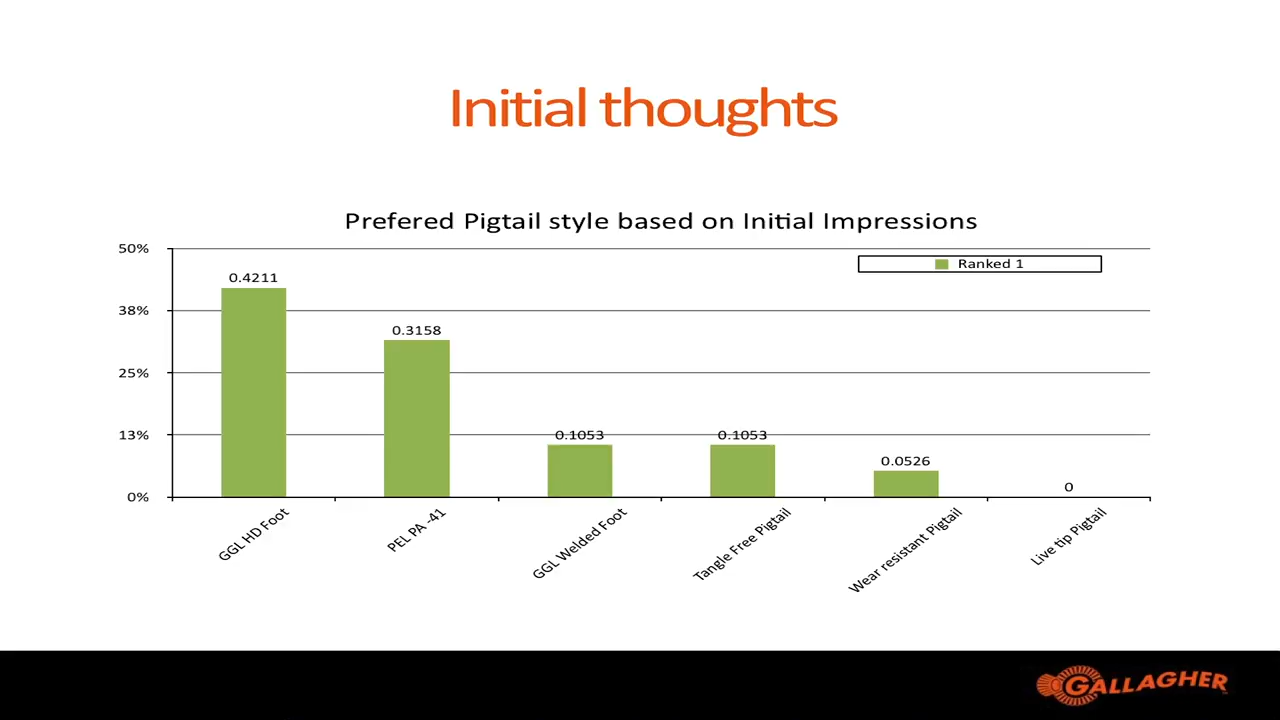 Initial thoughts
Prefered Pigtail style based on Initial Impressions
50%
Ranked 1
0.4211
38%
0.3158
25%
13%
0.1053
0.1053
0.0526
0
0%
GGL HD Foot
PEL PA -41
GGL Welded Foot
Tangle Free Pigtail
Wear resistant Pigtail
Live tip Pigtail
GALLAGHER